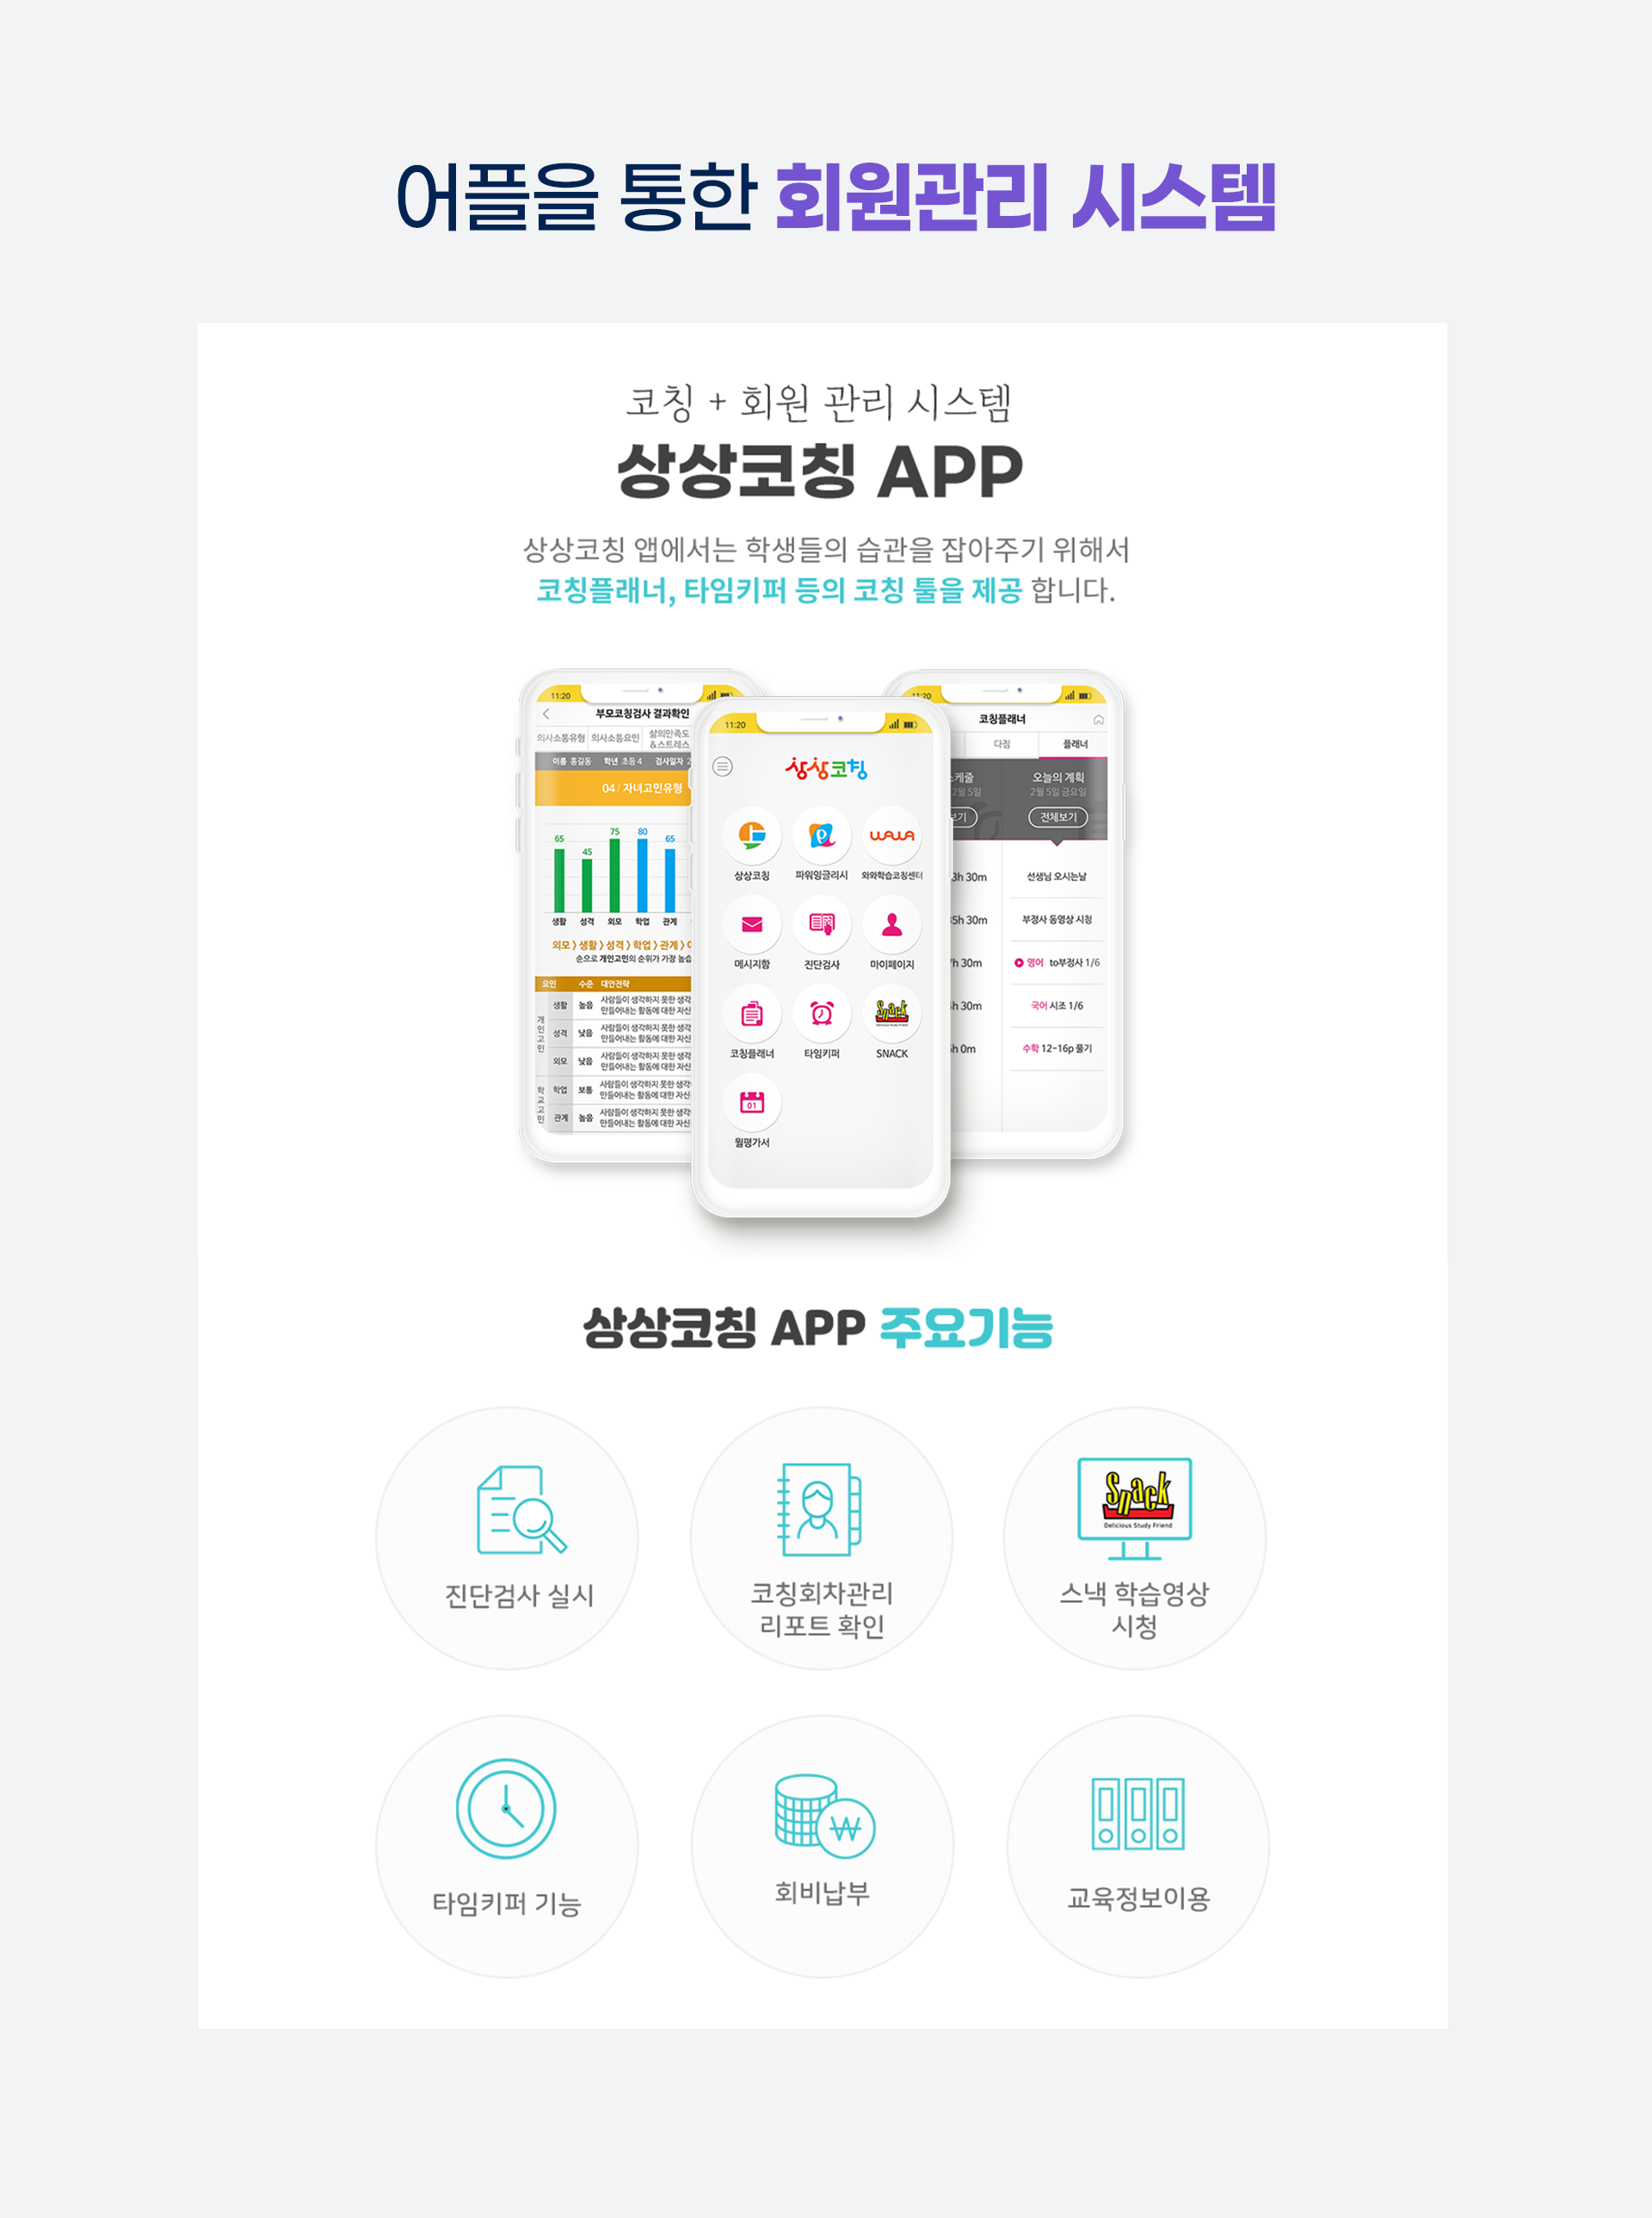 어플을 통한 회원관리 시스템
코칭 + 회원 관리 시스템
상상코칭 APP
상상코칭 앱에서는 학생들의 습관을 잡아주기 위해서
코칭플래너, 타임키퍼 등의 코칭 툴을 제공 합니다.
11:20
부모코칭검사 결과확인
의사소통유형 의사소통요인 삶의만족도
&스트레스
이름 홍길동 학년 초등 4 검사일자 2
04 / 자녀고민유형
65 45 75 80 65
생활 성격 외모 학업 관계
외모 > 생활 > 성격 > 학업 > 관계 >
순으로 개인고민의 순위가 가장 높습
요인 수준 대안전략
개인고민
생활 높음 사람들이 생각하지 못한 생각
만들어내는 활동에 대한 자신
성격 낮음 사람들이 생각하지 못한 생각
만들어내는 활동에 대한 자신
외모 낮음 사람들이 생각하지 못한 생각
만들어내는 활동에 대한 자신
학교고민
학업 보통 사람들이 생각하지 못한 생각
만들어내는 활동에 대한 자신
관계 높음 사람들이 생각하지 못한 생각
만들어내는 활동에 대한 자신
11:20
상상코칭
WAWA
상상코칭 파워잉글리시 와와학습코칭센터
메시지함 진단검사 마이페이지
Snack
코칭플래너 타임키퍼 SNACK
01
월평가서
11:20
코칭플래너
다짐 플래너
케줄 오늘의 계획
2월 5일 2월 5일 금요일
보기 전체보기
3h 30m 선생님 오시는날
5h 30m 부정사 동영상 시청
h 30m 영어 to부정사 1/6
h 30m 국어 시조 1/6
h 0m 수학 12-16p 풀기
상상코칭 APP 주요기능
진단검사 실시
코칭회차관리
리포트 확인
Snack
Delicious Study Friend
스낵 학습영상
시청
타임키퍼 기능
회비납부
교육정보이용